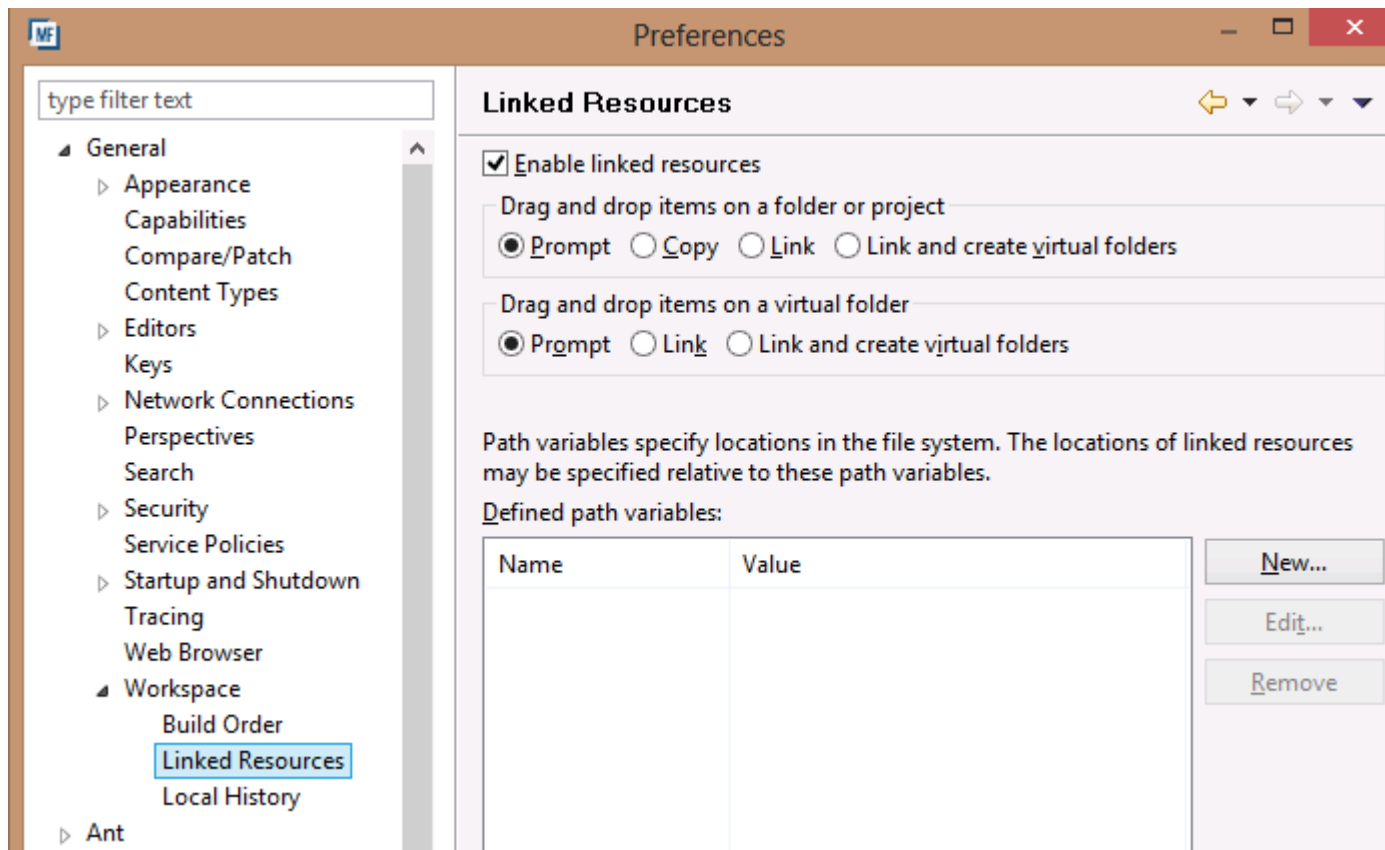 MF
Preferences
type filter text
General
Appearance
Capabilities
Compare/Patch
Content Types
Editors
Keys
Network Connections
Perspectives
Search
Security
Service Policies
Startup and Shutdown
Tracing
Web Browser
Workspace
Build Order
Linked Resources
Local History
Ant
Linked Resources
Enable linked resources
Drag and drop items on a folder or project
Prompt Copy Link Link and create virtual folders
Drag and drop items on a virtual folder
Prompt Link Link and create virtual folders
Path variables specify locations in the file system. The locations of linked resources
may be specified relative to these path variables.
Defined path variables:
Name Value
New...
Edit...
Remove